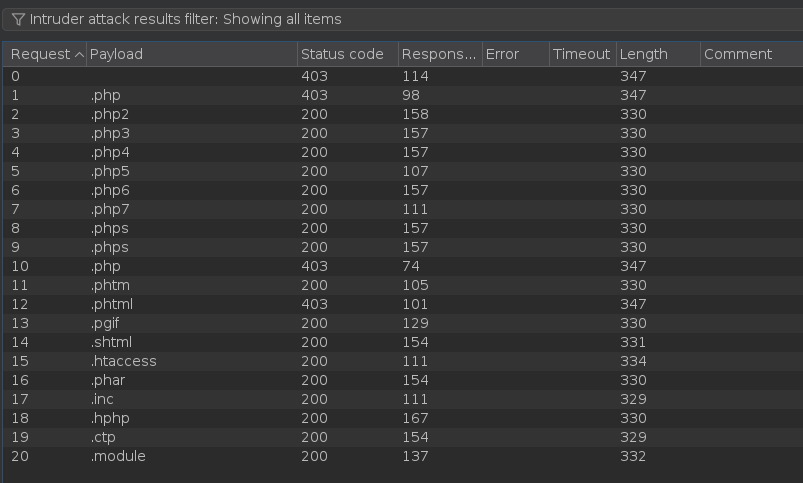 Intruder attack results filter: Showing all items
Request Payload Status code Respons... Error Timeout Length Comment
0 403 114 347
1 .php 403 98 347
2 .php2 200 158 330
3 .php3 200 157 330
4 .php4 200 157 330
5 .php5 200 107 330
6 .php6 200 157 330
7 .php7 200 111 330
8 .phps 200 157 330
9 .phps 200 157 330
10 .php 403 74 347
11 .phtm 200 105 330
12 .phtml 403 101 347
13 .pgif 200 129 330
14 .shtml 200 154 331
15 .htaccess 200 111 334
16 .phar 200 154 330
17 .inc 200 111 329
18 .hphp 200 167 330
19 .ctp 200 154 329
20 .module 200 137 332